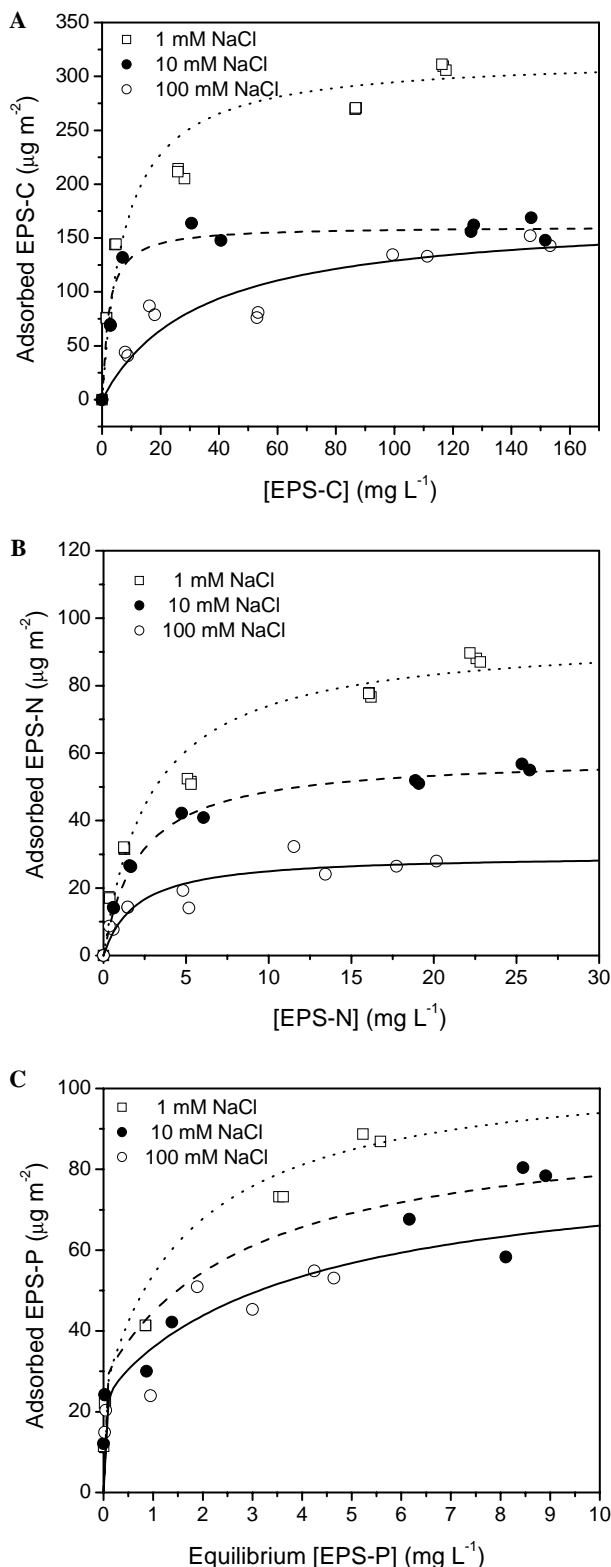 A
1 mM NaCl
10 mM NaCl
100 mM NaCl
Adsorbed EPS-C (μg m⁻²)
350
300
250
200
150
100
50
0
0 20 40 60 80 100 120 140 160
[EPS-C] (mg L⁻¹)
B
1 mM NaCl
10 mM NaCl
100 mM NaCl
Adsorbed EPS-N (μg m⁻²)
120
100
80
60
40
20
0
0 5 10 15 20 25 30
[EPS-N] (mg L⁻¹)
C
1 mM NaCl
10 mM NaCl
100 mM NaCl
Adsorbed EPS-P (μg m⁻²)
100
80
60
40
20
0
0 1 2 3 4 5 6 7 8 9 10
Equilibrium [EPS-P] (mg L⁻¹)